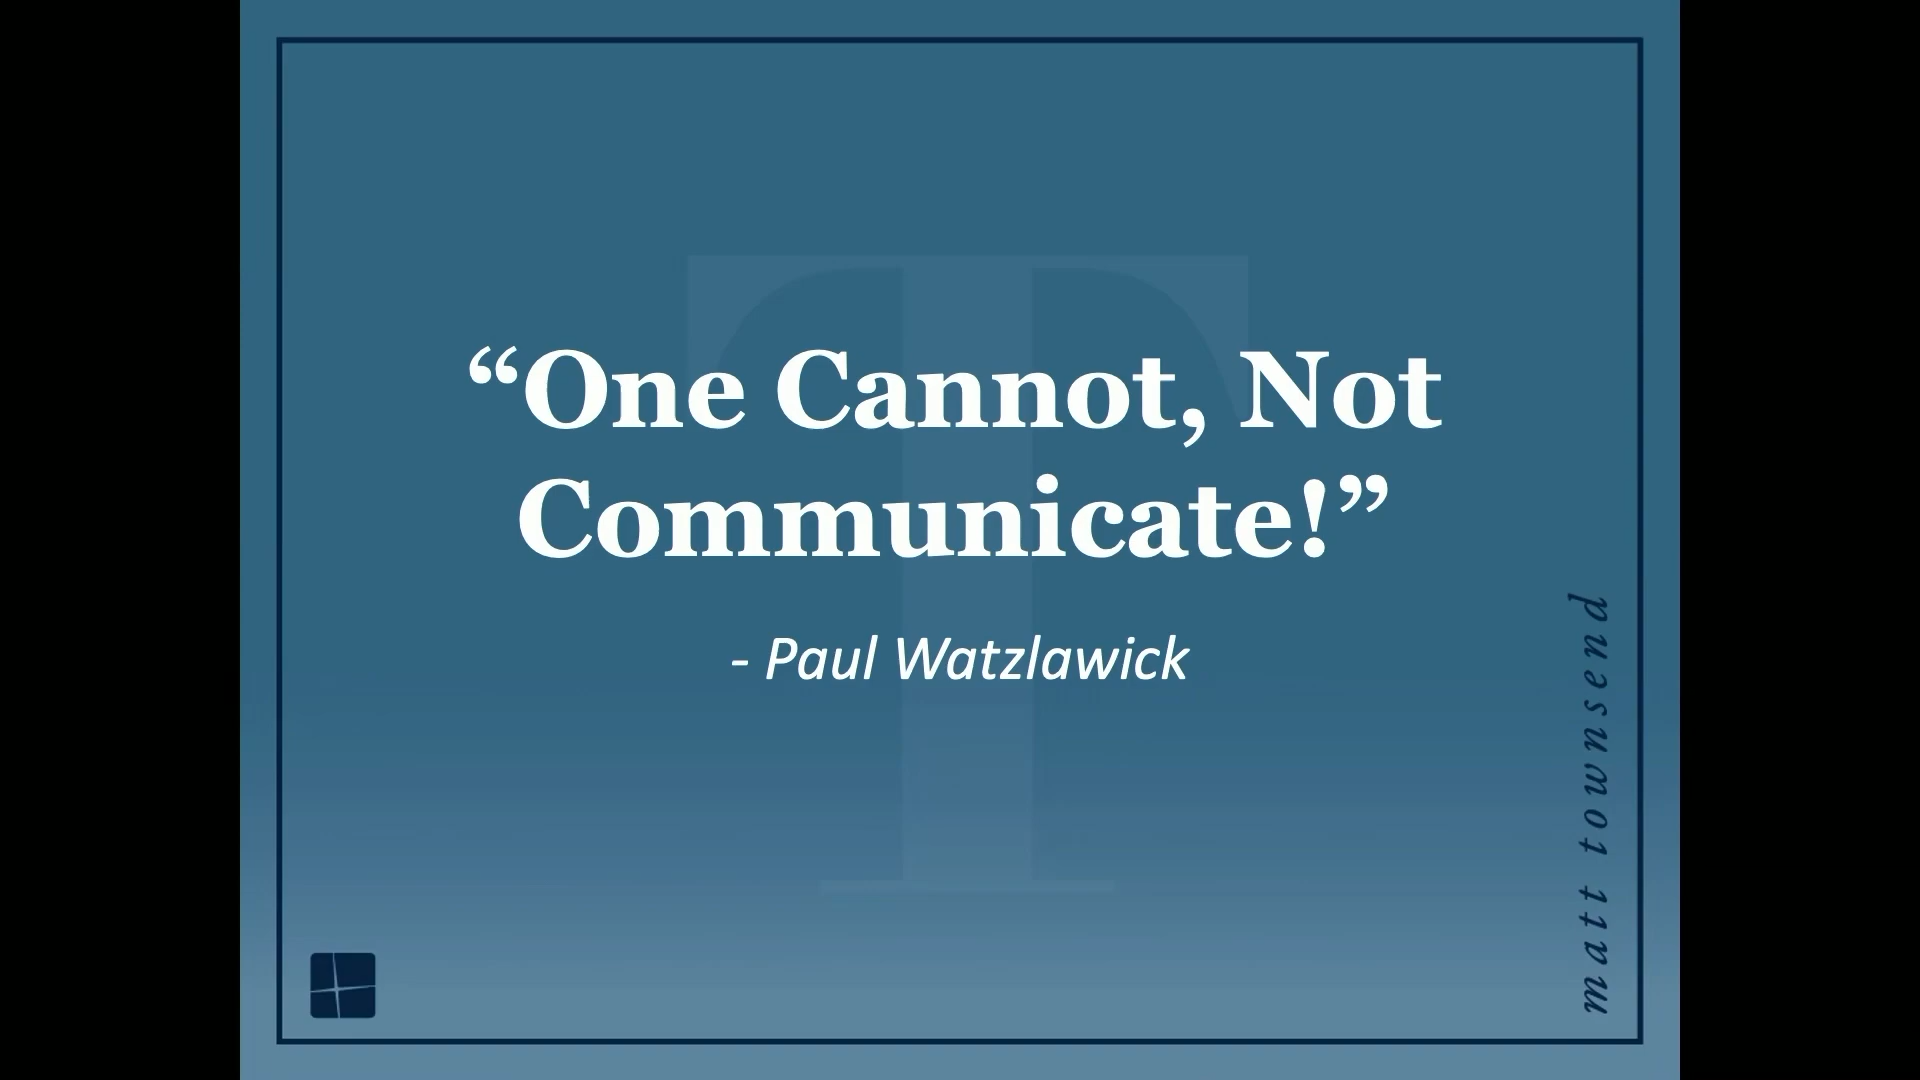 “One Cannot, Not
Communicate!”
- Paul Watzlawick
matt townsend
T